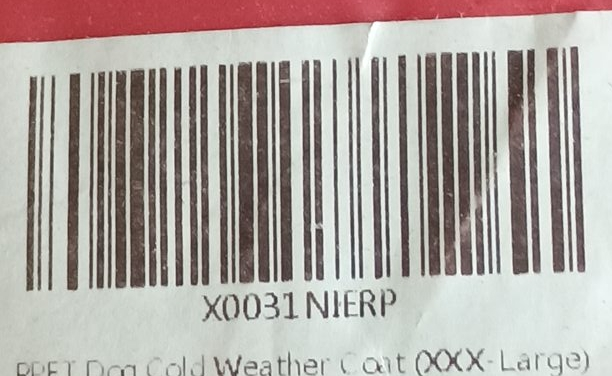 X0031NIERP
Dog Cold Weather Coat (XXX-Large)